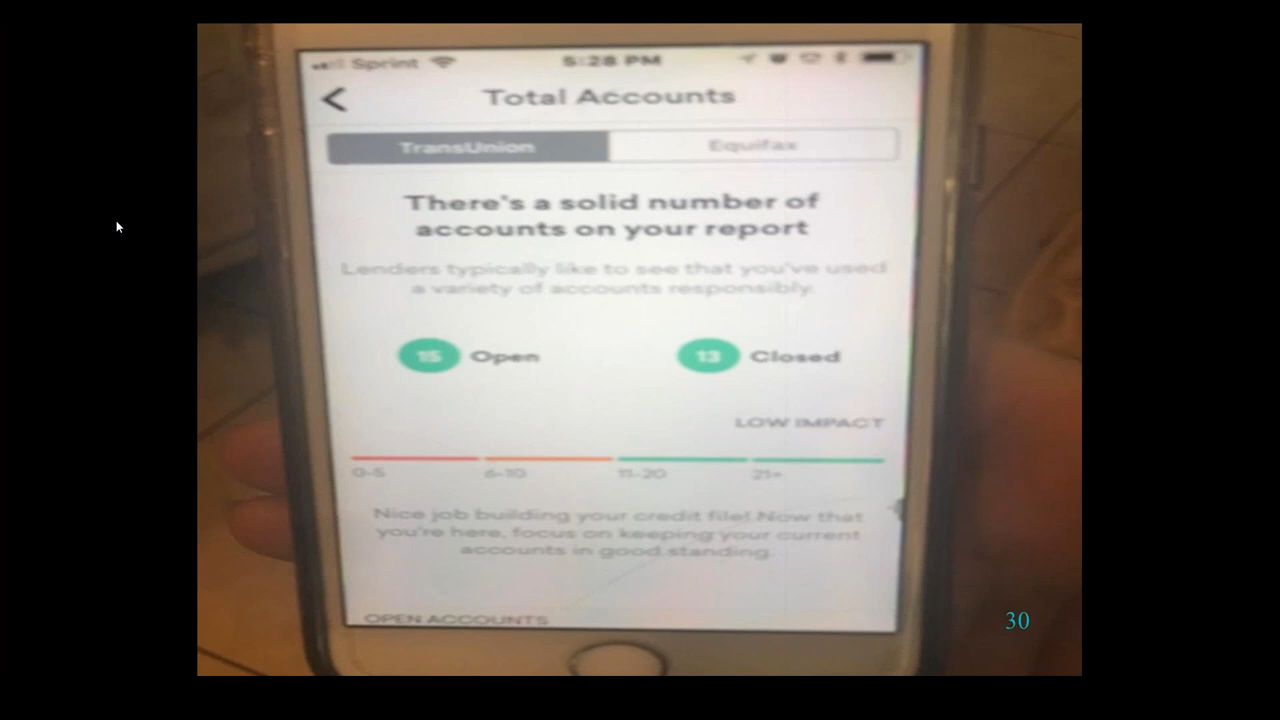 Sprint 5:28 PM
Total Accounts
TransUnion Equifax
There's a solid number of
accounts on your report
Lenders typically like to see that you've used
a variety of accounts responsibly.
15 Open 13 Closed
LOW IMPACT
0-5 6-10 11-20 21+
Nice job building your credit file! Now that
you're here, focus on keeping your current
accounts in good standing.
OPEN ACCOUNTS
30